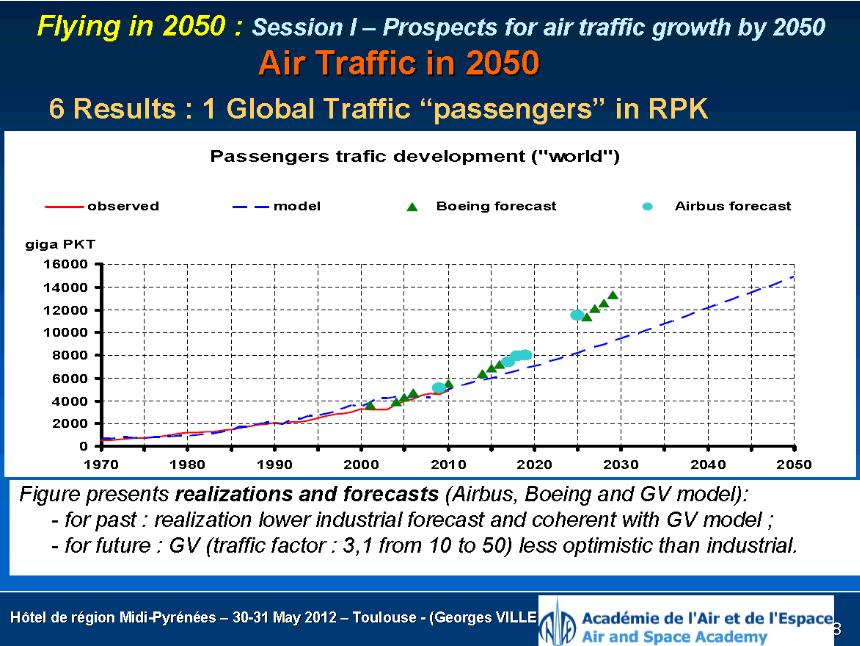 Flying in 2050 : Session I – Prospects for air traffic growth by 2050
Air Traffic in 2050
6 Results : 1 Global Traffic “passengers” in RPK
Passengers trafic development ("world")
observed model Boeing forecast Airbus forecast
giga PKT
16000
14000
12000
10000
8000
6000
4000
2000
0
1970 1980 1990 2000 2010 2020 2030 2040 2050
Figure presents realizations and forecasts (Airbus, Boeing and GV model):
- for past : realization lower industrial forecast and coherent with GV model ;
- for future : GV (traffic factor : 3,1 from 10 to 50) less optimistic than industrial.
Hôtel de région Midi-Pyrénées – 30-31 May 2012 – Toulouse - (Georges VILLE
Académie de l'Air et de l'Espace
Air and Space Academy
8